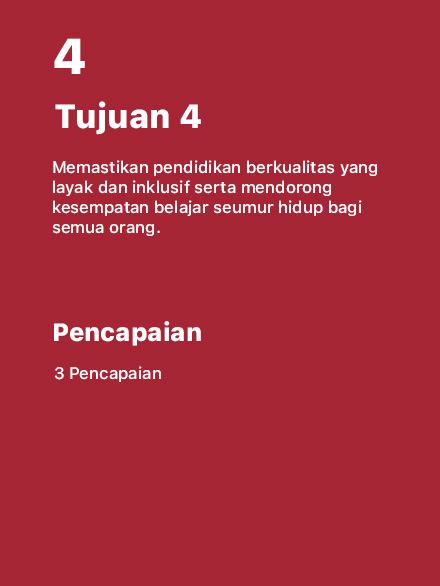 4
Tujuan 4
Memastikan pendidikan berkualitas yang
layak dan inklusif serta mendorong
kesempatan belajar seumur hidup bagi
semua orang.
Pencapaian
3 Pencapaian